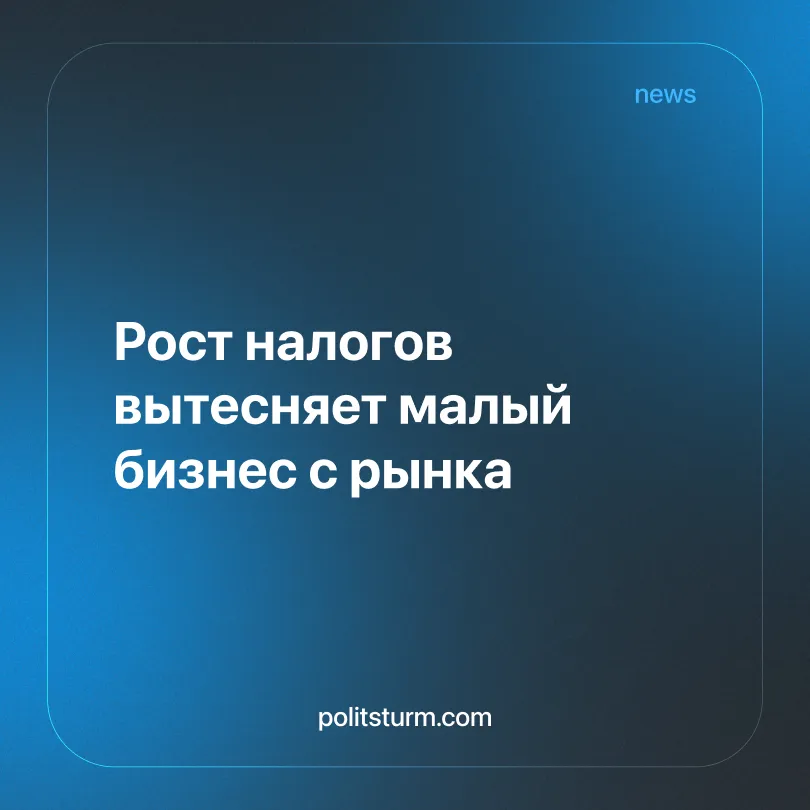 news
Рост налогов
вытесняет малый
бизнес с рынка
politsturm.com